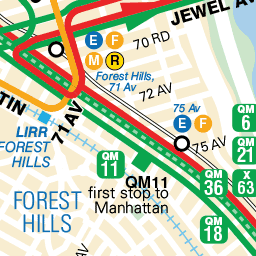 JEWEL AV
70 RD
E F
M R
Forest Hills,
71 Av
72 AV
TIN
71 AV
LIRR
FOREST
HILLS
75 Av
E F
75 AV
QM
6
QM
21
QM
11
QM
36
X
63
QM11
first stop to
Manhattan
FOREST
HILLS
QM
18